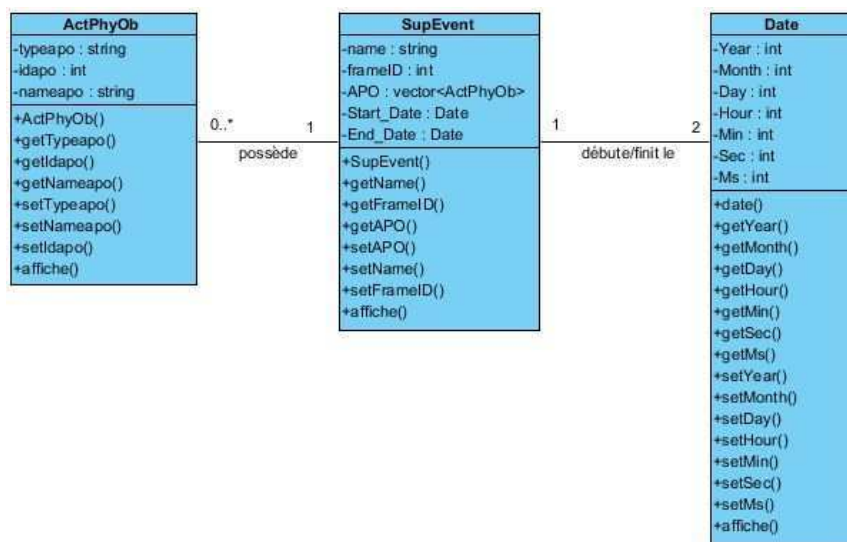 ActPhyOb
-typeapo : string
-idapo : int
-nameapo : string
+ActPhyOb()
+getTypeapo()
+getIdapo()
+getNameapo()
+setTypeapo()
+setNameapo()
+setIdapo()
+affiche()
0..*
1
possède
SupEvent
-name : string
-frameID : int
-APO : vector<ActPhyOb>
-Start_Date : Date
-End_Date : Date
+SupEvent()
+getName()
+getFrameID()
+getAPO()
+setAPO()
+setName()
+setFrameID()
+affiche()
1
2
débute/finit le
Date
-Year : int
-Month : int
-Day : int
-Hour : int
-Min : int
-Sec : int
-Ms : int
+date()
+getYear()
+getMonth()
+getDay()
+getHour()
+getMin()
+getSec()
+getMs()
+setYear()
+setMonth()
+setDay()
+setHour()
+setMin()
+setSec()
+setMs()
+affiche()